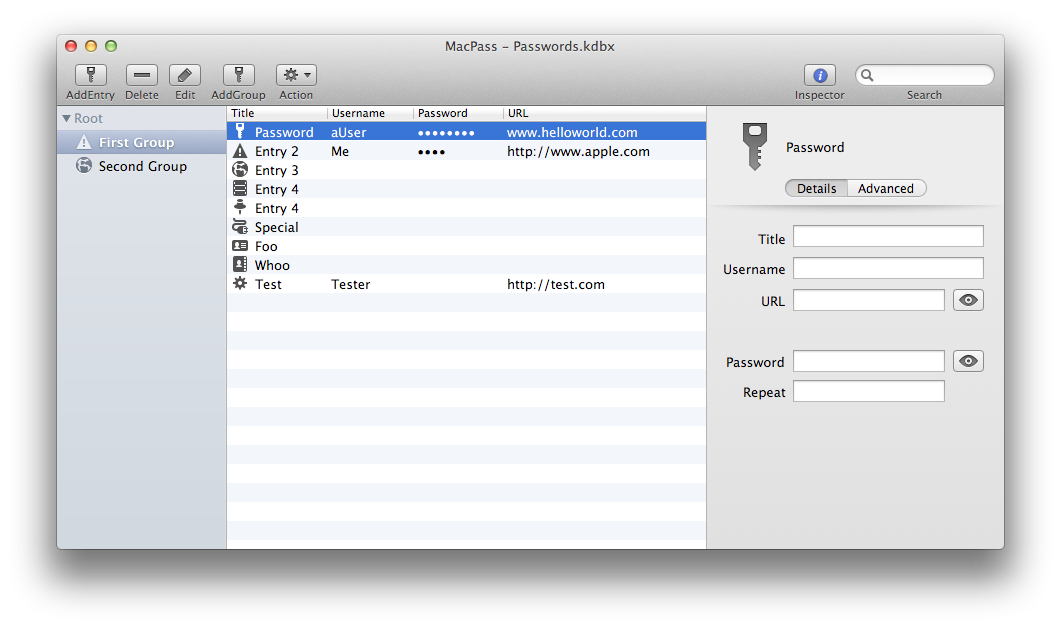 MacPass – Passwords.kdbx
AddEntry Delete Edit AddGroup Action Inspector Search
Root
First Group
Second Group
Title Username Password URL
Password aUser •••••••• www.helloworld.com
Entry 2 Me •••• http://www.apple.com
Entry 3
Entry 4
Entry 4
Special
Foo
Whoo
Test Tester http://test.com
Password
Details Advanced
Title
Username
URL
Password
Repeat